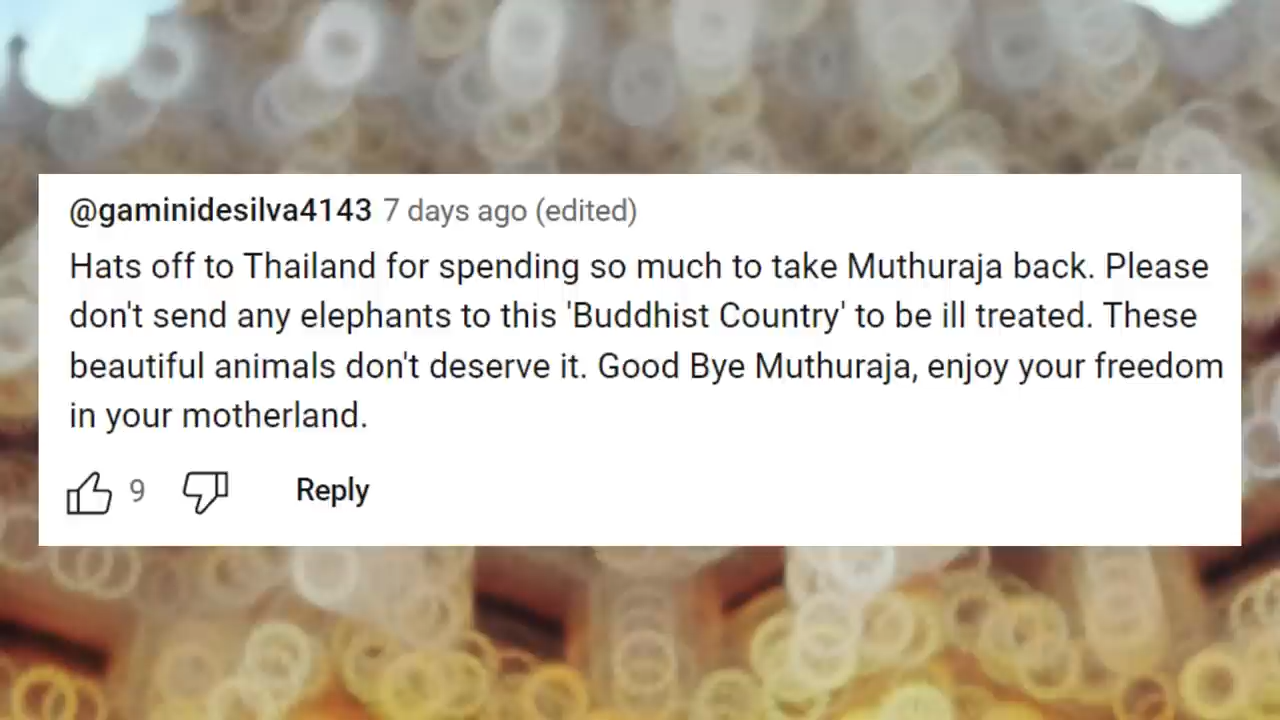 @gaminidesilva4143 7 days ago (edited)
Hats off to Thailand for spending so much to take Muthuraja back. Please
don't send any elephants to this 'Buddhist Country' to be ill treated. These
beautiful animals don't deserve it. Good Bye Muthuraja, enjoy your freedom
in your motherland.
9 Reply